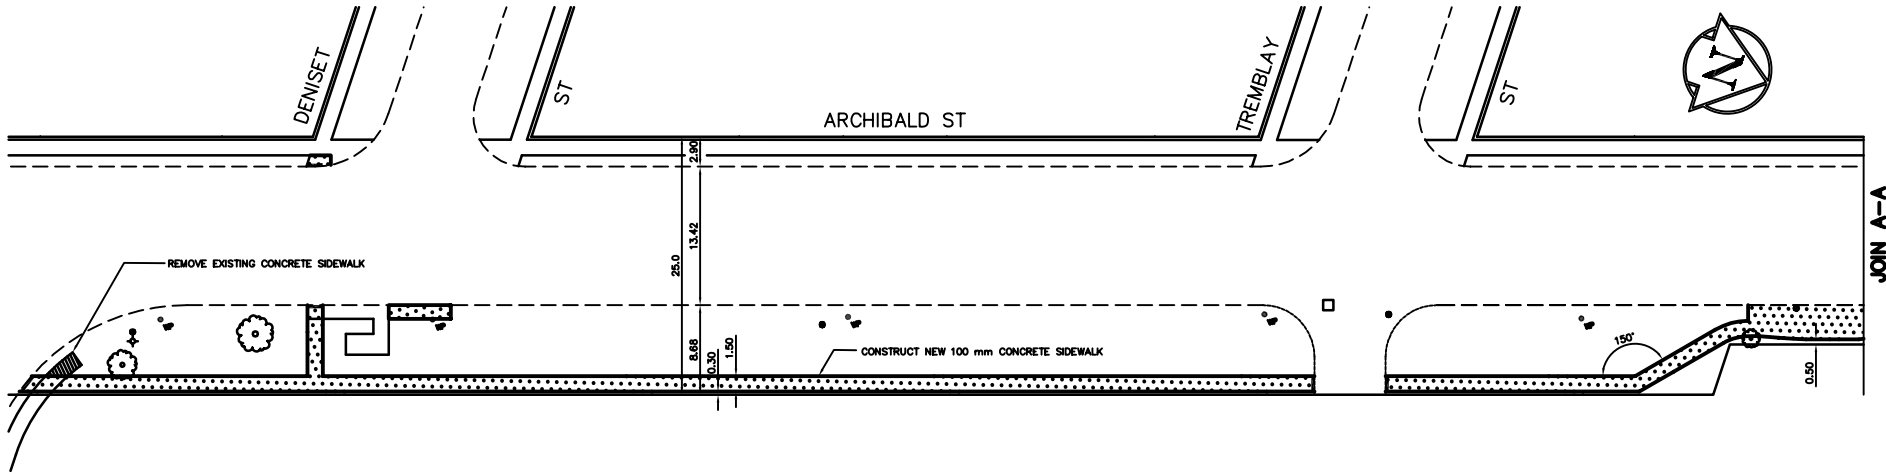 DENISET
ST
ARCHIBALD ST
TREMBLAY
ST
N
JOIN A-A
2.90
13.42
25.0
8.68
0.30
1.50
REMOVE EXISTING CONCRETE SIDEWALK
CONSTRUCT NEW 100 mm CONCRETE SIDEWALK
150°
0.50